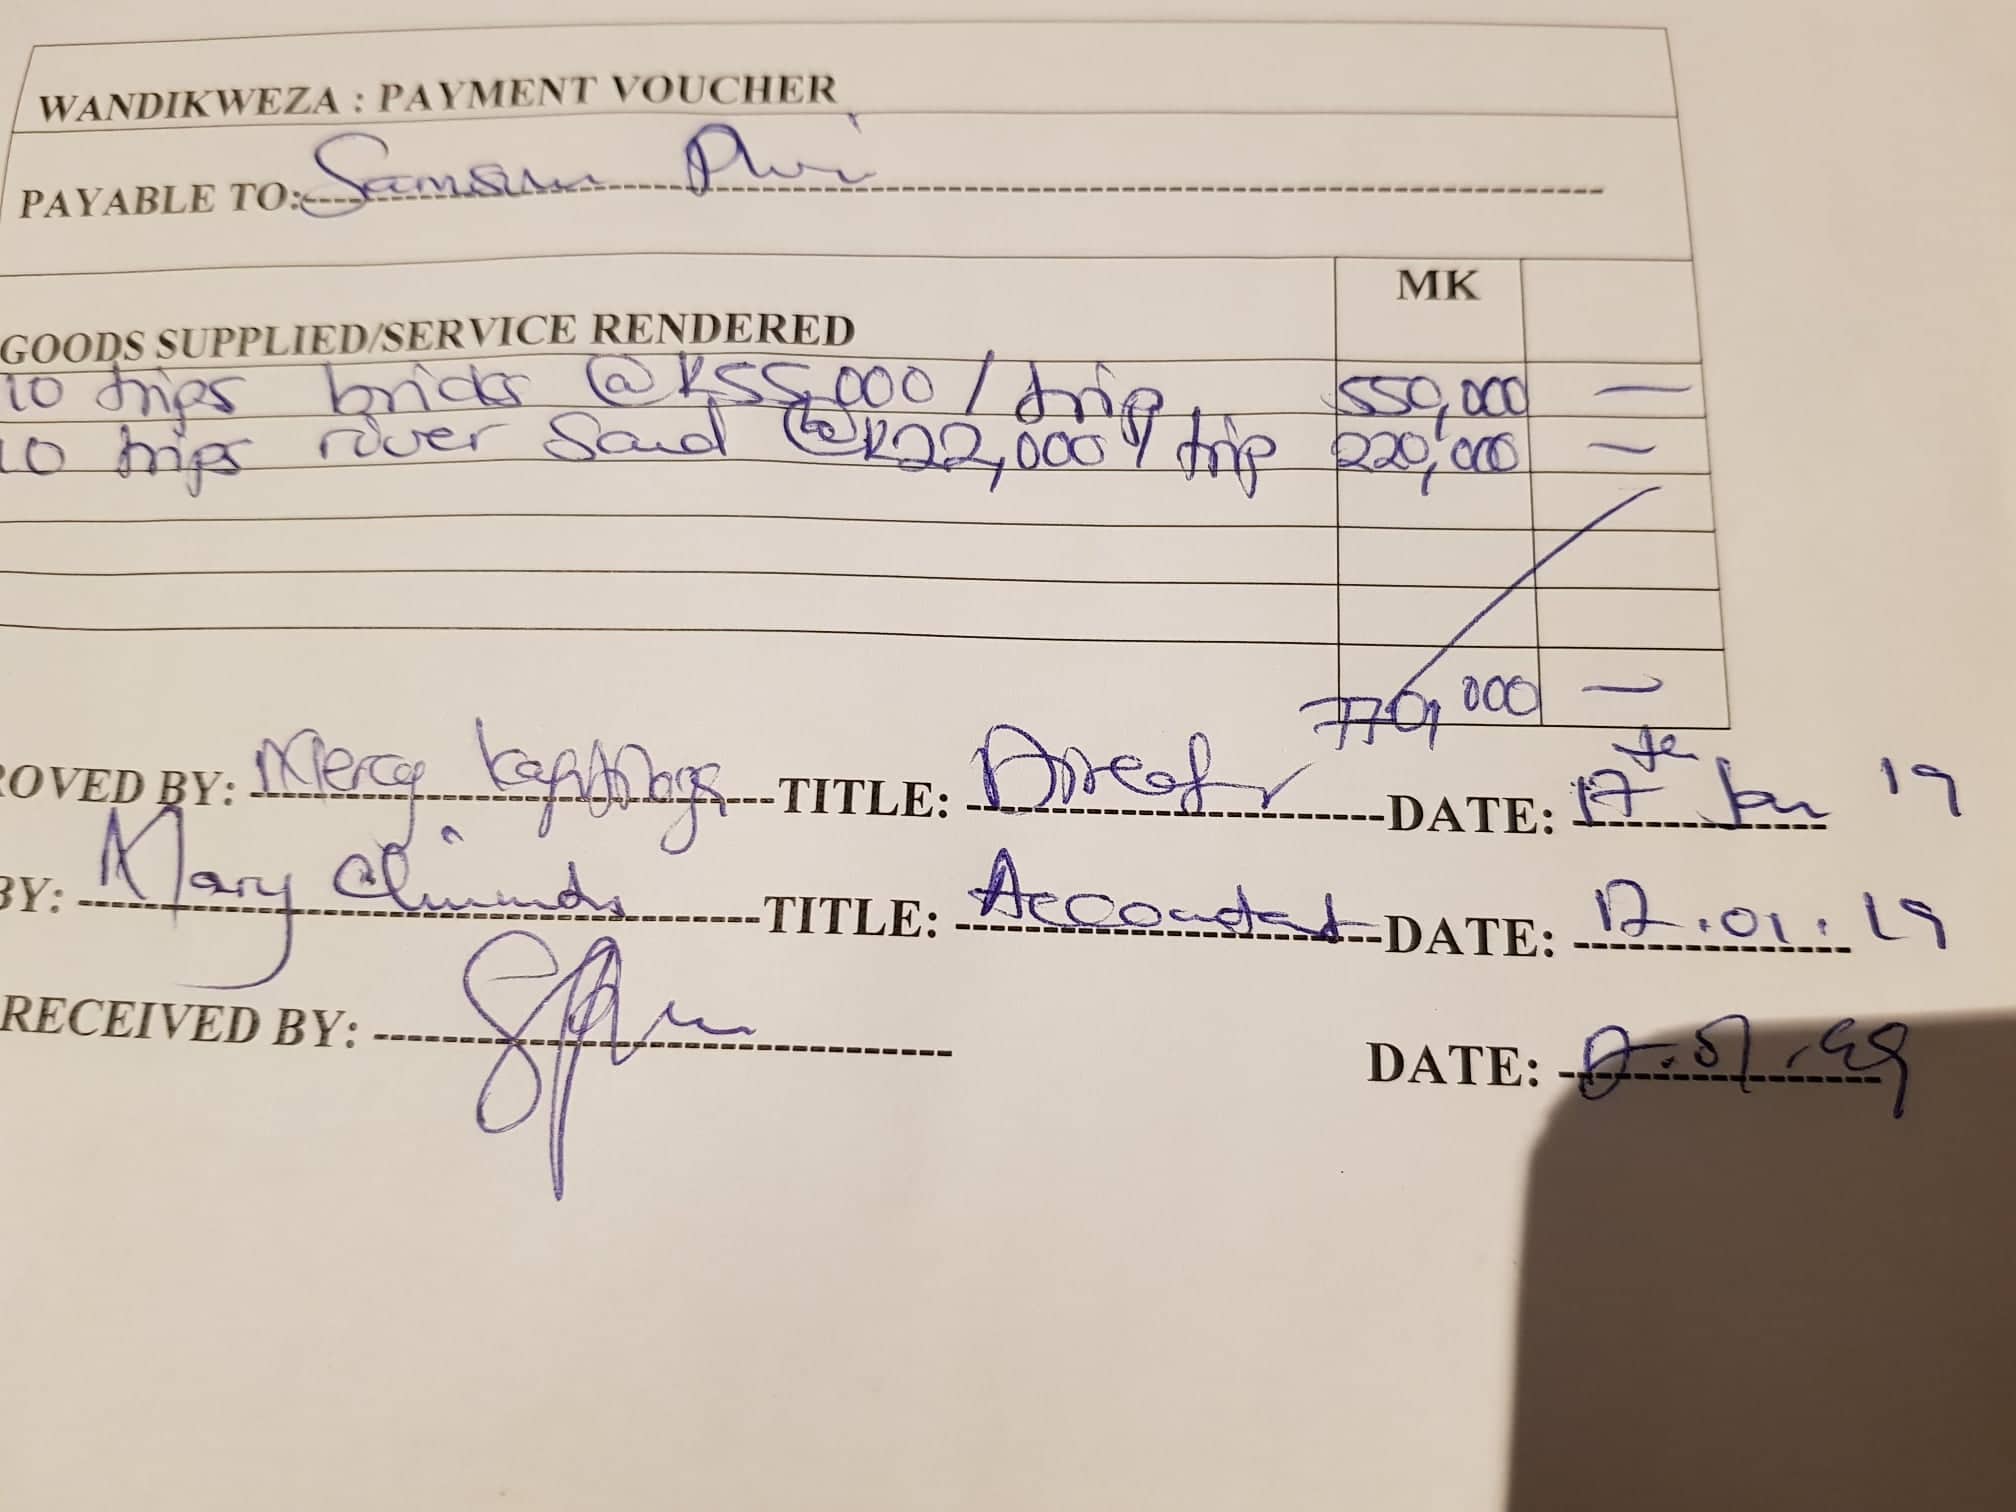 WANDIKWEZA : PAYMENT VOUCHER
PAYABLE TO: Samson Phiri
MK
GOODS SUPPLIED/SERVICE RENDERED
10 trips bricks @ K55,000 / trip 550,000 —
10 trips river sand @ K22,000 / trip 220,000 —
770,000 —
ROVED BY: Mercy TITLE: Director DATE: 17th Jan 19
BY: Mary TITLE: Accountant DATE: 17.01.19
RECEIVED BY: DATE: